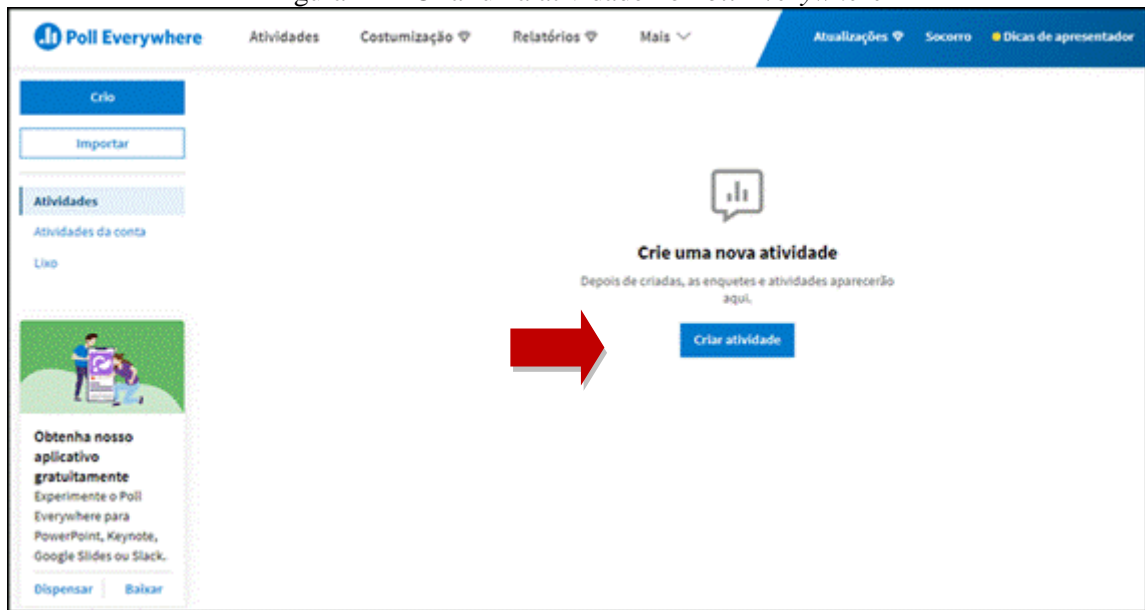 Poll Everywhere Atividades Costumização Relatórios Mais Atualizações Socorro Dicas de apresentador
Crio
Importar
Atividades
Atividades da conta
Lixo
Crie uma nova atividade
Depois de criadas, as enquetes e atividades aparecerão
aqui.
Criar atividade
Obtenha nosso
aplicativo
gratuitamente
Experimente o Poll
Everywhere para
PowerPoint, Keynote,
Google Slides ou Slack.
Dispensar Baixar